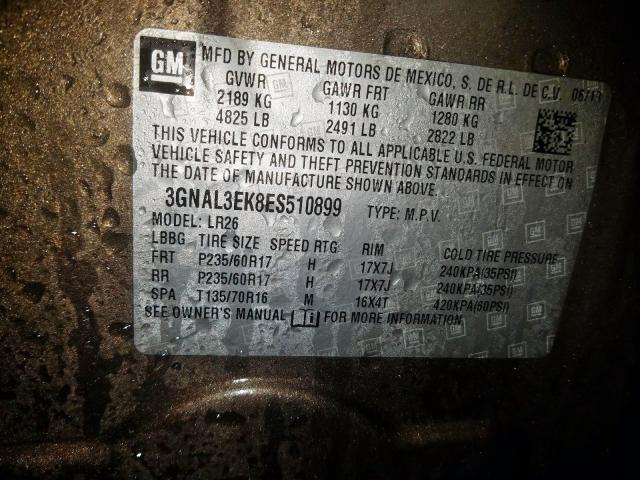 GM
MFD BY GENERAL MOTORS DE MEXICO, S. DE R.L. DE C.V.
GVWR GAWR FRT GAWR RR
2189 KG 1130 KG 1280 KG
4825 LB 2491 LB 2822 LB
THIS VEHICLE CONFORMS TO ALL APPLICABLE U.S. FEDERAL MOTOR
VEHICLE SAFETY AND THEFT PREVENTION STANDARDS IN EFFECT ON
THE DATE OF MANUFACTURE SHOWN ABOVE.
3GNAL3EK8ES510899 TYPE: M.P.V.
MODEL: LR26
LBBG TIRE SIZE SPEED RTG RIM COLD TIRE PRESSURE
FRT P235/60R17 H 17X7J 240KPA(35PSI)
RR P235/60R17 H 17X7J 240KPA(35PSI)
SPA T135/70R16 M 16X4T 420KPA(60PSI)
SEE OWNER'S MANUAL FOR MORE INFORMATION.